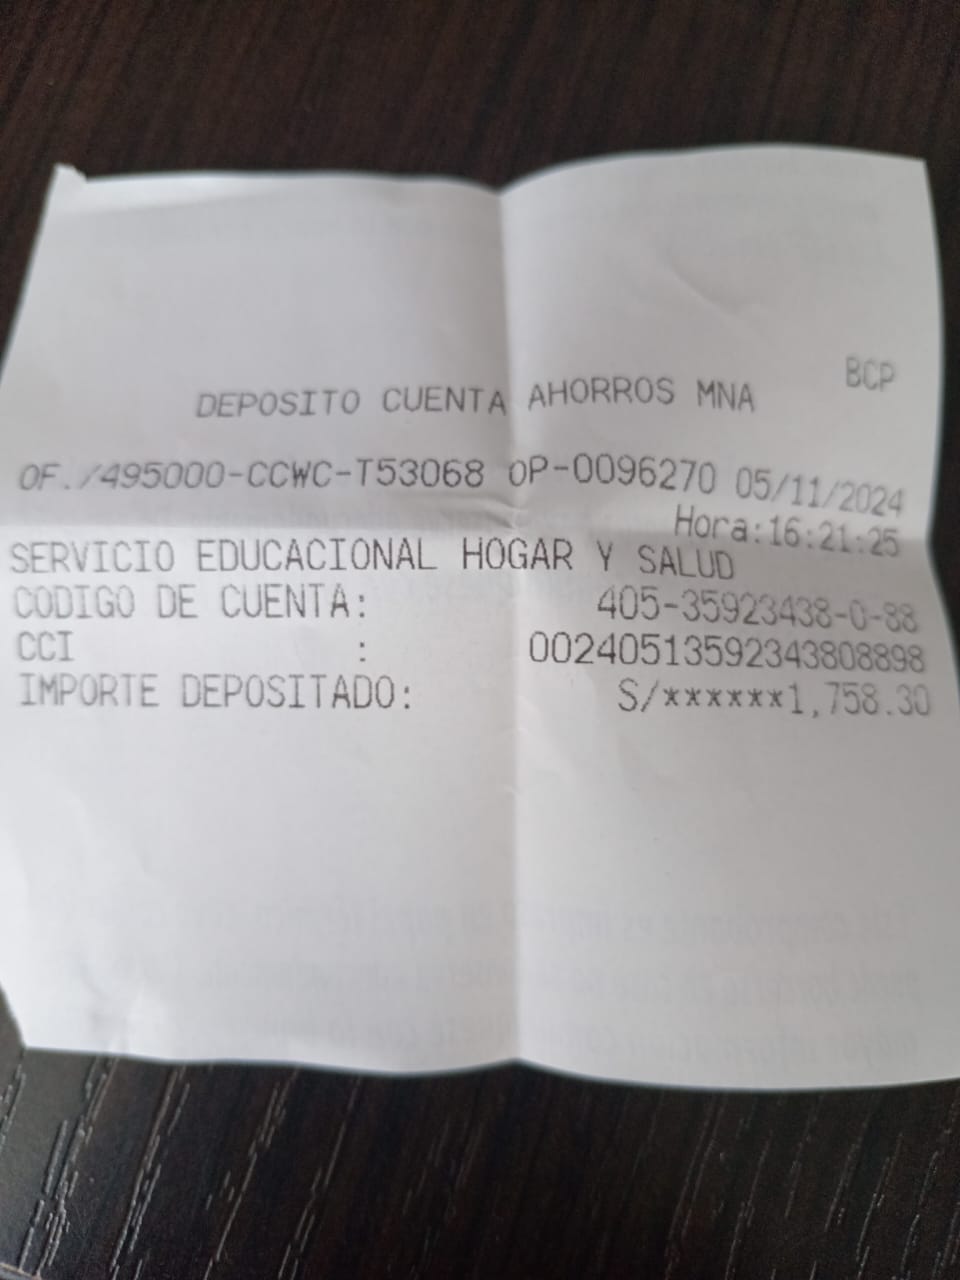 BCP
DEPOSITO CUENTA AHORROS MNA
OF./495000-CCWC-T53068 OP-0096270 05/11/2024
Hora:16:21:25
SERVICIO EDUCACIONAL HOGAR Y SALUD
CODIGO DE CUENTA: 405-35923438-0-88
CCI : 00240513592343808898
IMPORTE DEPOSITADO: S/******1,758.30